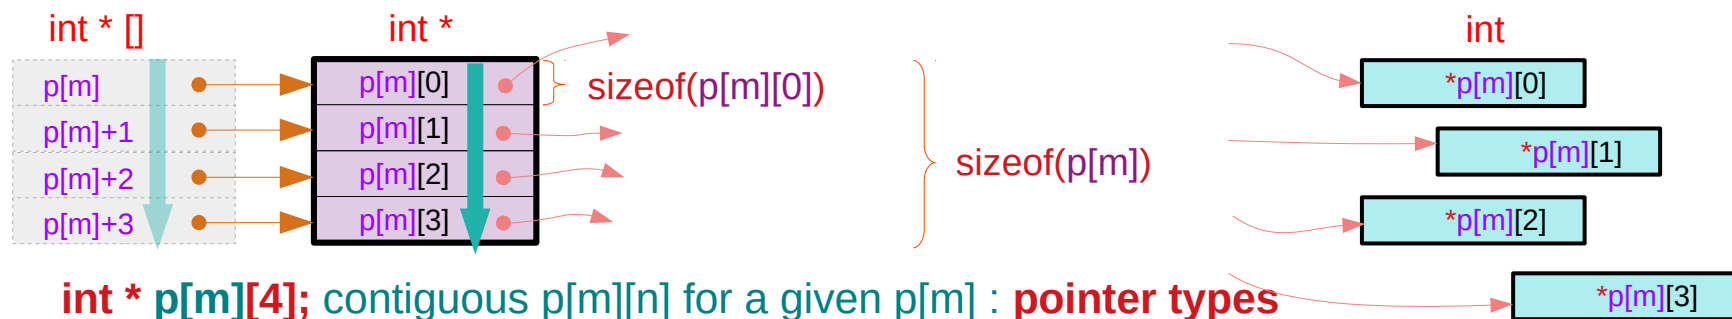 int * []
int *
int
p[m]
p[m]+1
p[m]+2
p[m]+3
p[m][0]
p[m][1]
p[m][2]
p[m][3]
sizeof(p[m][0])
sizeof(p[m])
*p[m][0]
*p[m][1]
*p[m][2]
*p[m][3]
int * p[m][4]; contiguous p[m][n] for a given p[m] : pointer types